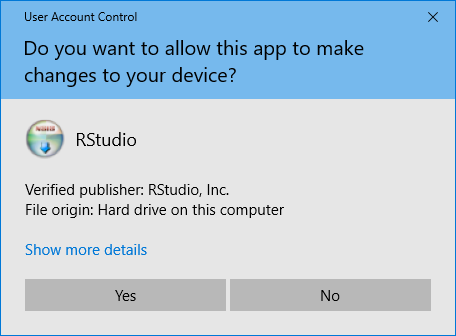 User Account Control
Do you want to allow this app to make
changes to your device?
RStudio
Verified publisher: RStudio, Inc.
File origin: Hard drive on this computer
Show more details
Yes
No